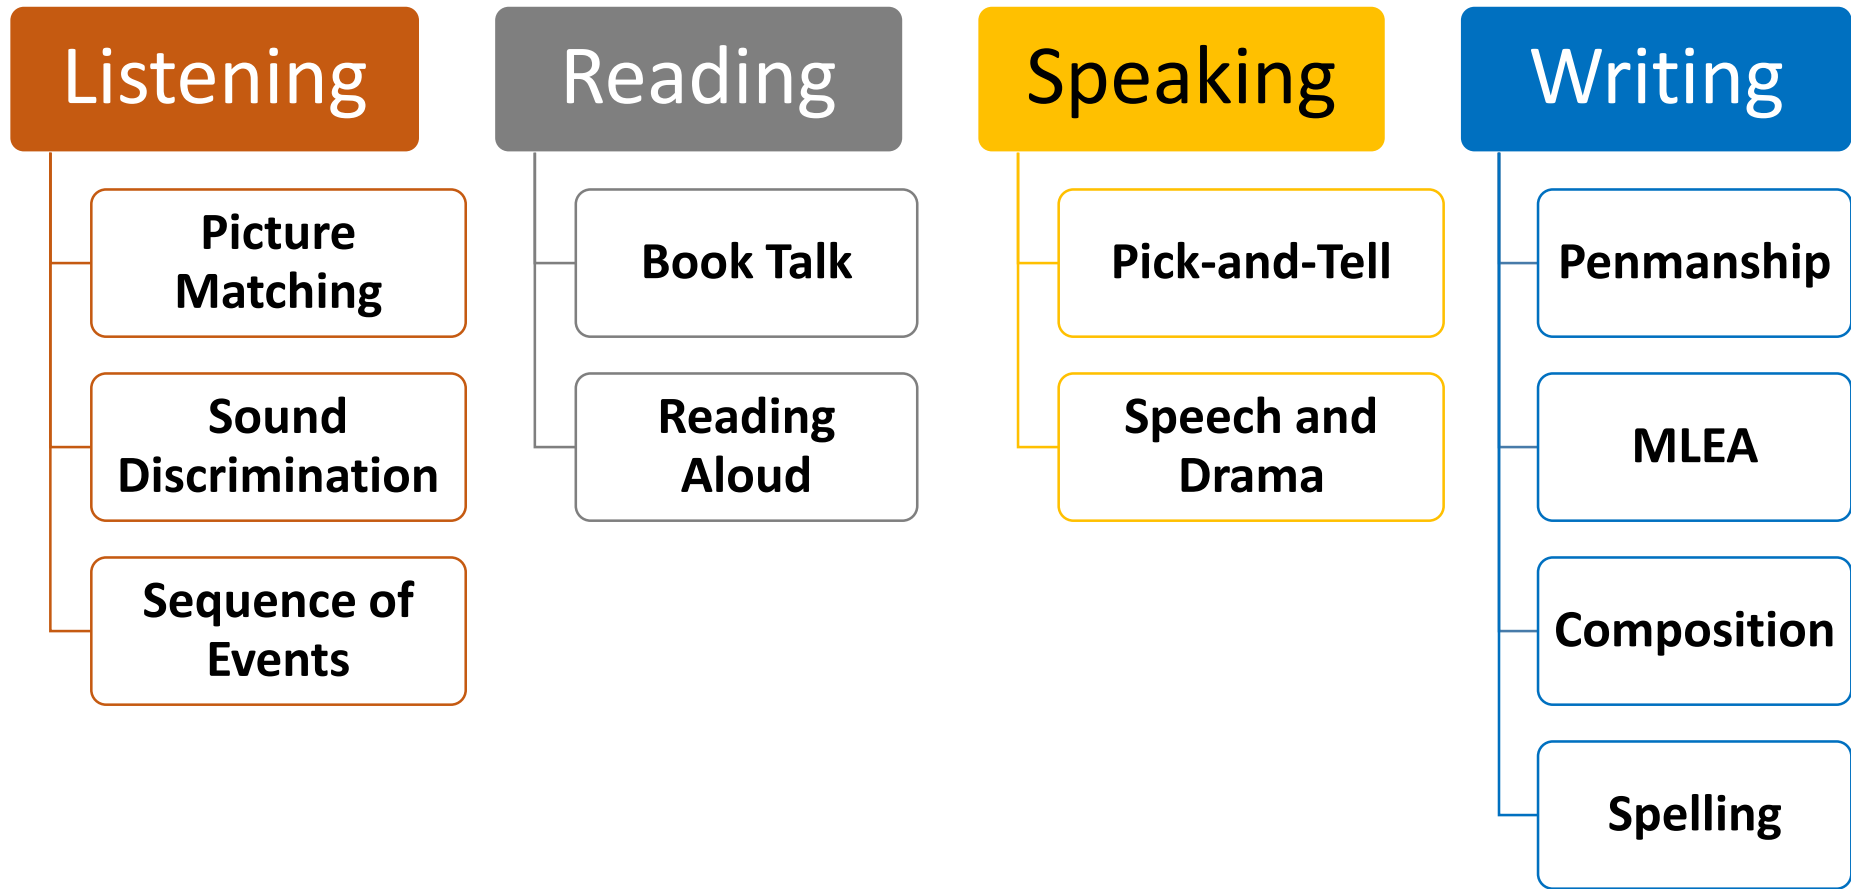 Listening
Picture
Matching
Sound
Discrimination
Sequence of
Events
Reading
Book Talk
Reading
Aloud
Speaking
Pick-and-Tell
Speech and
Drama
Writing
Penmanship
MLEA
Composition
Spelling